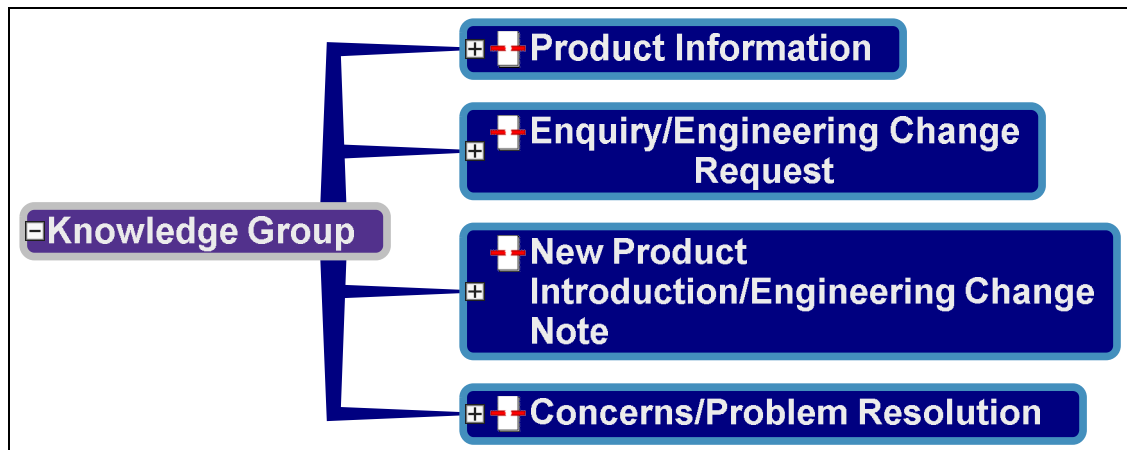 Product Information
Enquiry/Engineering Change
Request
Knowledge Group
New Product
Introduction/Engineering Change
Note
Concerns/Problem Resolution